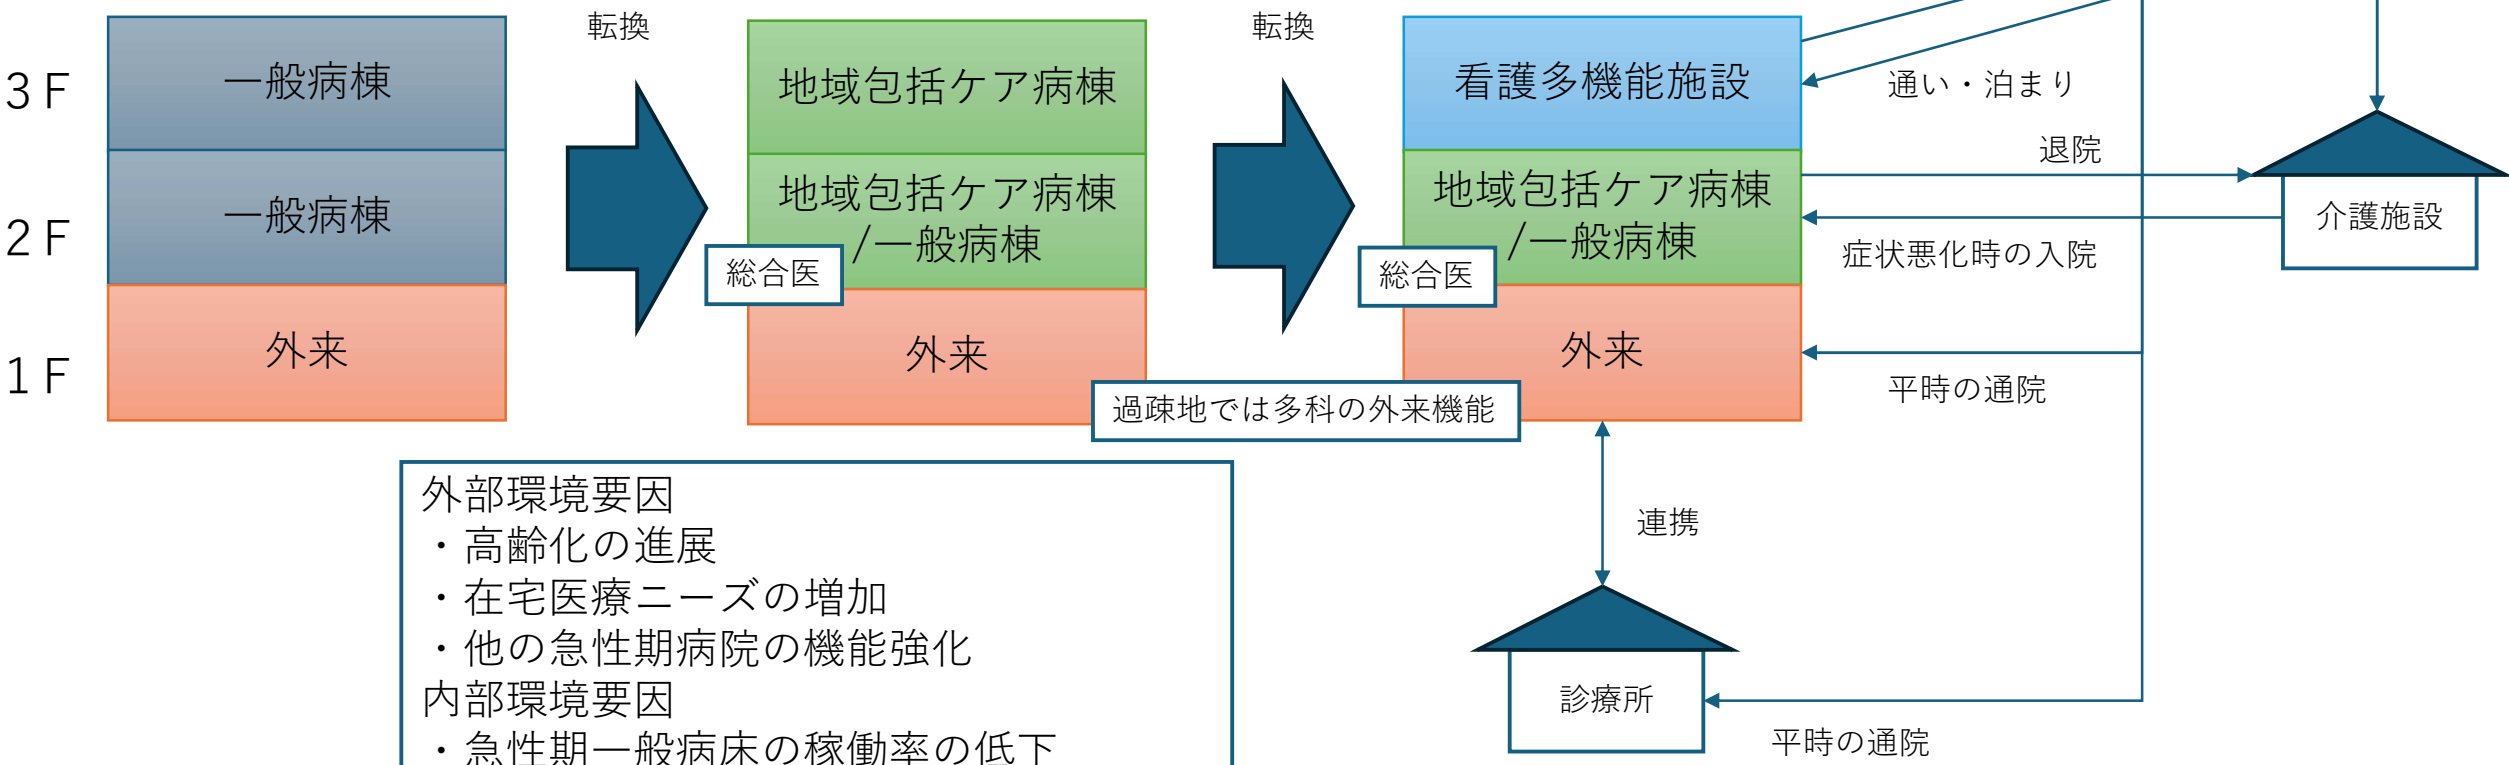 ３Ｆ
２Ｆ
１Ｆ
一般病棟
一般病棟
外来
転換
地域包括ケア病棟
地域包括ケア病棟
/一般病棟
総合医
外来
転換
看護多機能施設
地域包括ケア病棟
/一般病棟
総合医
外来
過疎地では多科の外来機能
通い・泊まり
退院
介護施設
症状悪化時の入院
平時の通院
連携
診療所
平時の通院
外部環境要因
・高齢化の進展
・在宅医療ニーズの増加
・他の急性期病院の機能強化
内部環境要因
・急性期一般病床の稼働率の低下